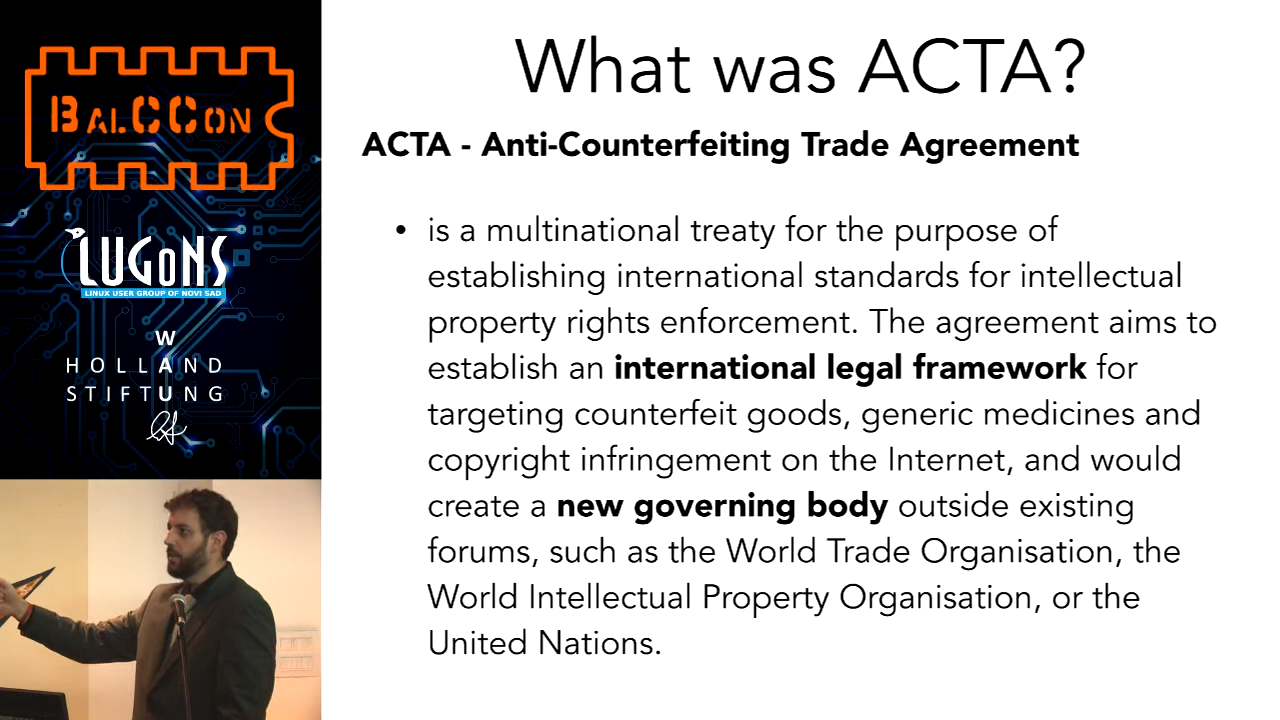 BALCCON
LUGONS
LINUX USER GROUP OF NOVI SAD
W
HOLLAND
STIFTUNG
What was ACTA?
ACTA - Anti-Counterfeiting Trade Agreement
• is a multinational treaty for the purpose of
establishing international standards for intellectual
property rights enforcement. The agreement aims to
establish an international legal framework for
targeting counterfeit goods, generic medicines and
copyright infringement on the Internet, and would
create a new governing body outside existing
forums, such as the World Trade Organisation, the
World Intellectual Property Organisation, or the
United Nations.